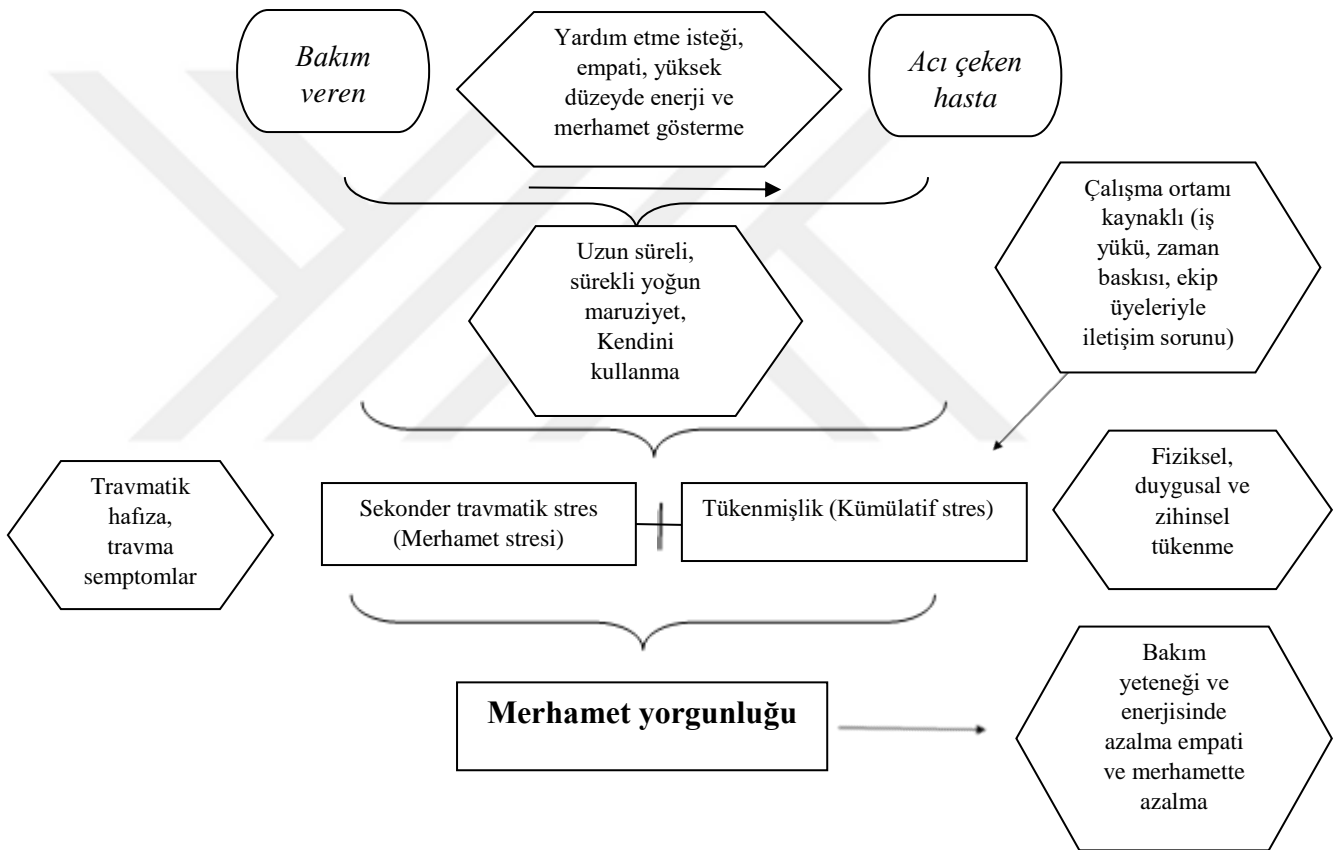 Bakım
veren
Yardım etme isteği,
empati, yüksek
düzeyde enerji ve
merhamet gösterme
Acı çeken
hasta
Uzun süreli,
sürekli yoğun
maruziyet,
Kendini
kullanma
Çalışma ortamı
kaynaklı (iş
yükü, zaman
baskısı, ekip
üyeleriyle
iletişim sorunu)
Travmatik
hafıza,
travma
semptomlar
Sekonder travmatik stres
(Merhamet stresi)
Tükenmişlik (Kümülatif stres)
Fiziksel,
duygusal ve
zihinsel
tükenme
Merhamet yorgunluğu
Bakım
yeteneği ve
enerjisinde
azalma empati
ve merhamette
azalma